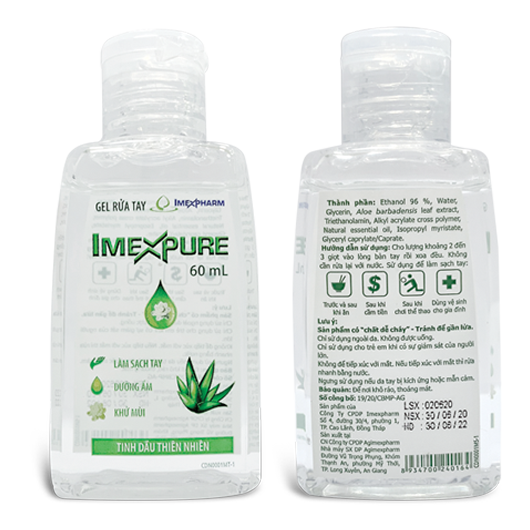 GEL RỬA TAY IMEXPHARM
IMEXPURE
60 mL
LÀM SẠCH TAY
DƯỠNG ẨM
KHỬ MÙI
TINH DẦU THIÊN NHIÊN
CDN0001NT-1
Thành phần: Ethanol 96 %, Water,
Glycerin, Aloe barbadensis leaf extract,
Triethanolamin, Alkyl acrylate cross polymer,
Natural essential oil, Isopropyl myristate,
Glyceryl caprylate/Caprate.
Hướng dẫn sử dụng: Cho lượng khoảng 2 đến
3 giọt vào lòng bàn tay rồi xoa đều. Không
cần rửa lại với nước. Sử dụng để làm sạch tay:
Trước và sau khi ăn
Sau khi cầm tiền
Sau khi chơi thể thao
Dùng vệ sinh cho gia đình
Lưu ý:
Sản phẩm có "chất dễ cháy" - Tránh để gần lửa.
Chỉ sử dụng ngoài da. Không được uống.
Chỉ sử dụng cho trẻ em khi có sự giám sát của người
lớn.
Không để tiếp xúc với mắt. Nếu tiếp xúc với mắt thì rửa
nhanh bằng nước.
Ngưng sử dụng nếu da bị kích ứng hoặc mẫn cảm.
Bảo quản: Để nơi khô ráo, thoáng mát.
Số công bố: 19/20/CBMP-AG
Sản phẩm của
Công ty CPDP Imexpharm
Số 4, đường 30/4, phường 1,
TP. Cao Lãnh, Đồng Tháp
Sản xuất tại
CN Công ty CPDP Agimexpharm
Nhà máy SX DP Agimexpharm
Đường Vũ Trọng Phụng, Khóm
Thạnh An, phường Mỹ Thới,
TP. Long Xuyên, An Giang
LSX : 020620
NSX : 30 / 06 / 20
HD : 30 / 06 / 22
8 934700 240164